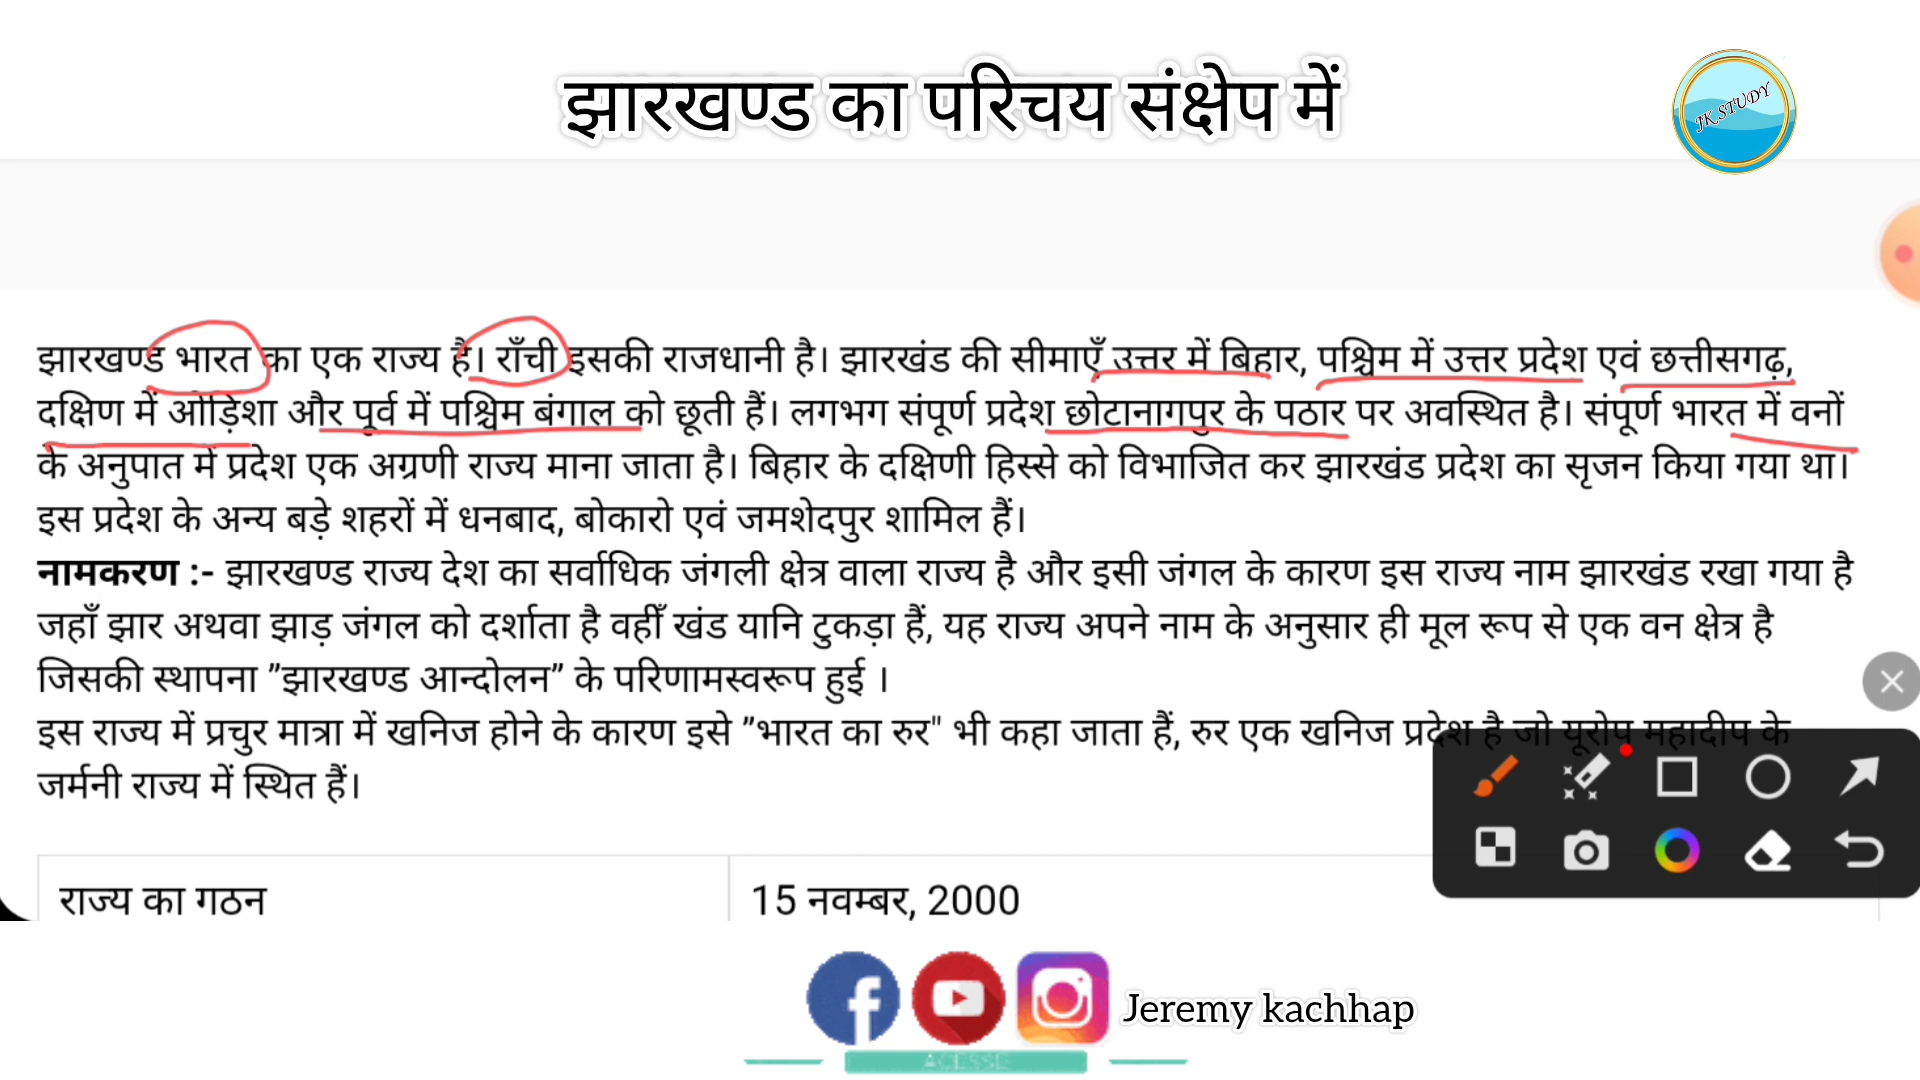 झारखण्ड का परिचय संक्षेप में
JK STUDY
झारखण्ड भारत का एक राज्य है। राँची इसकी राजधानी है। झारखंड की सीमाएँ उत्तर में बिहार, पश्चिम में उत्तर प्रदेश एवं छत्तीसगढ़,
दक्षिण में ओड़िशा और पूर्व में पश्चिम बंगाल को छूती हैं। लगभग संपूर्ण प्रदेश छोटानागपुर के पठार पर अवस्थित है। संपूर्ण भारत में वनों
के अनुपात में प्रदेश एक अग्रणी राज्य माना जाता है। बिहार के दक्षिणी हिस्से को विभाजित कर झारखंड प्रदेश का सृजन किया गया था।
इस प्रदेश के अन्य बड़े शहरों में धनबाद, बोकारो एवं जमशेदपुर शामिल हैं।
नामकरण :- झारखण्ड राज्य देश का सर्वाधिक जंगली क्षेत्र वाला राज्य है और इसी जंगल के कारण इस राज्य नाम झारखंड रखा गया है
जहाँ झार अथवा झाड़ जंगल को दर्शाता है वहीँ खंड यानि टुकड़ा हैं, यह राज्य अपने नाम के अनुसार ही मूल रूप से एक वन क्षेत्र है
जिसकी स्थापना ”झारखण्ड आन्दोलन” के परिणामस्वरूप हुई ।
इस राज्य में प्रचुर मात्रा में खनिज होने के कारण इसे ”भारत का रुर" भी कहा जाता हैं, रुर एक खनिज प्रदेश है जो यूरोप महादीप के
जर्मनी राज्य में स्थित हैं।
राज्य का गठन 15 नवम्बर, 2000
Jeremy kachhap
ACESSE